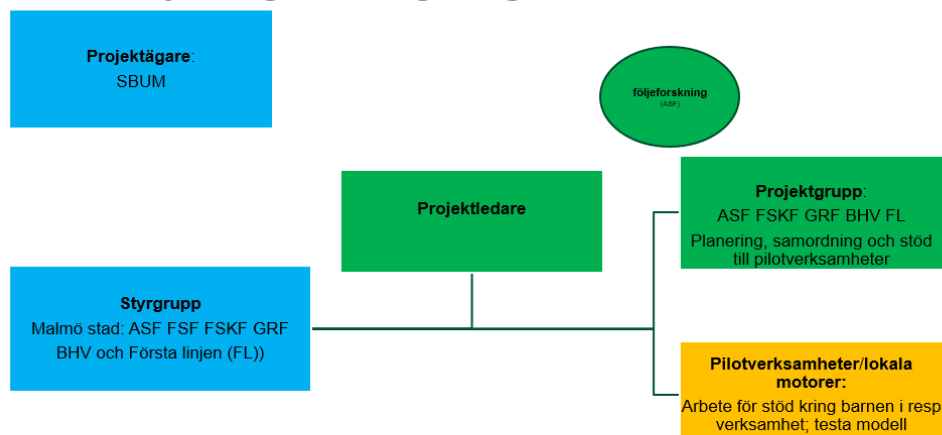 Projektägare:
SBUM
följeforskning
(ASF)
Projektledare
Projektgrupp:
ASF FSKF GRF BHV FL
Planering, samordning och stöd
till pilotverksamheter
Styrgrupp
Malmö stad: ASF FSF FSKF GRF
BHV och Första linjen (FL))
Pilotverksamheter/lokala
motorer:
Arbete för stöd kring barnen i resp
verksamhet; testa modell